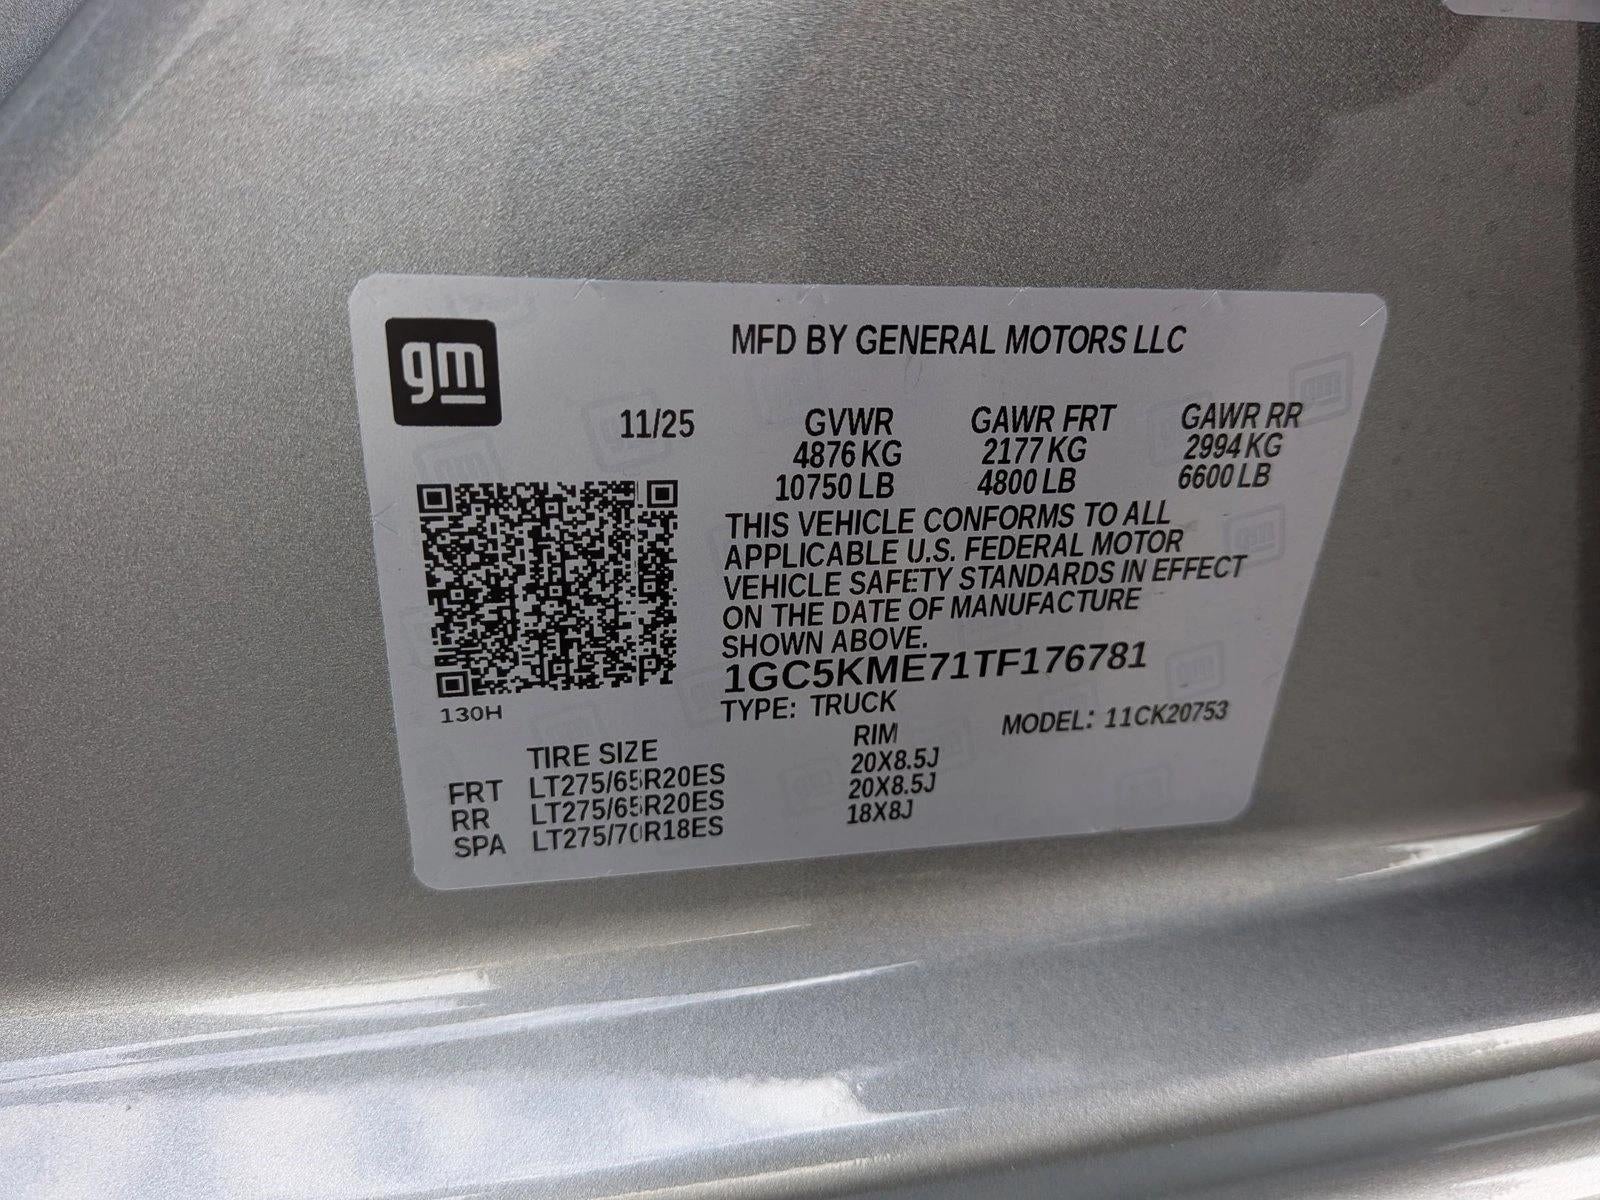 gm
MFD BY GENERAL MOTORS LLC
11/25 GVWR GAWR FRT GAWR RR
4876 KG 2177 KG 2994 KG
10750 LB 4800 LB 6600 LB
THIS VEHICLE CONFORMS TO ALL
APPLICABLE U.S. FEDERAL MOTOR
VEHICLE SAFETY STANDARDS IN EFFECT
ON THE DATE OF MANUFACTURE
SHOWN ABOVE.
1GC5KME71TF176781
130H
TYPE: TRUCK MODEL: 11CK20753
TIRE SIZE RIM
FRT LT275/65R20ES 20X8.5J
RR LT275/65R20ES 20X8.5J
SPA LT275/70R18ES 18X8J